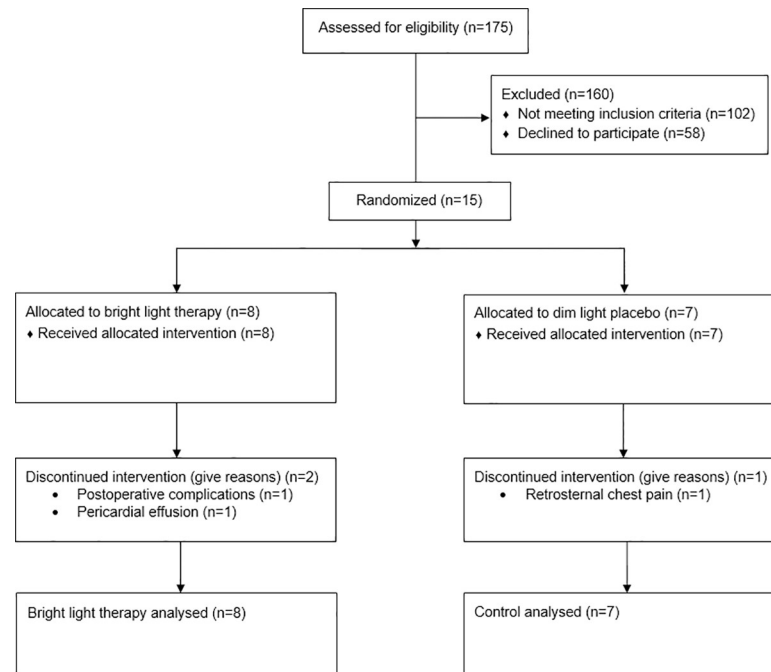 Assessed for eligibility (n=175)
Excluded (n=160)
♦ Not meeting inclusion criteria (n=102)
♦ Declined to participate (n=58)
Randomized (n=15)
Allocated to bright light therapy (n=8)
♦ Received allocated intervention (n=8)
Allocated to dim light placebo (n=7)
♦ Received allocated intervention (n=7)
Discontinued intervention (give reasons) (n=2)
• Postoperative complications (n=1)
• Pericardial effusion (n=1)
Discontinued intervention (give reasons) (n=1)
• Retrosternal chest pain (n=1)
Bright light therapy analysed (n=8)
Control analysed (n=7)